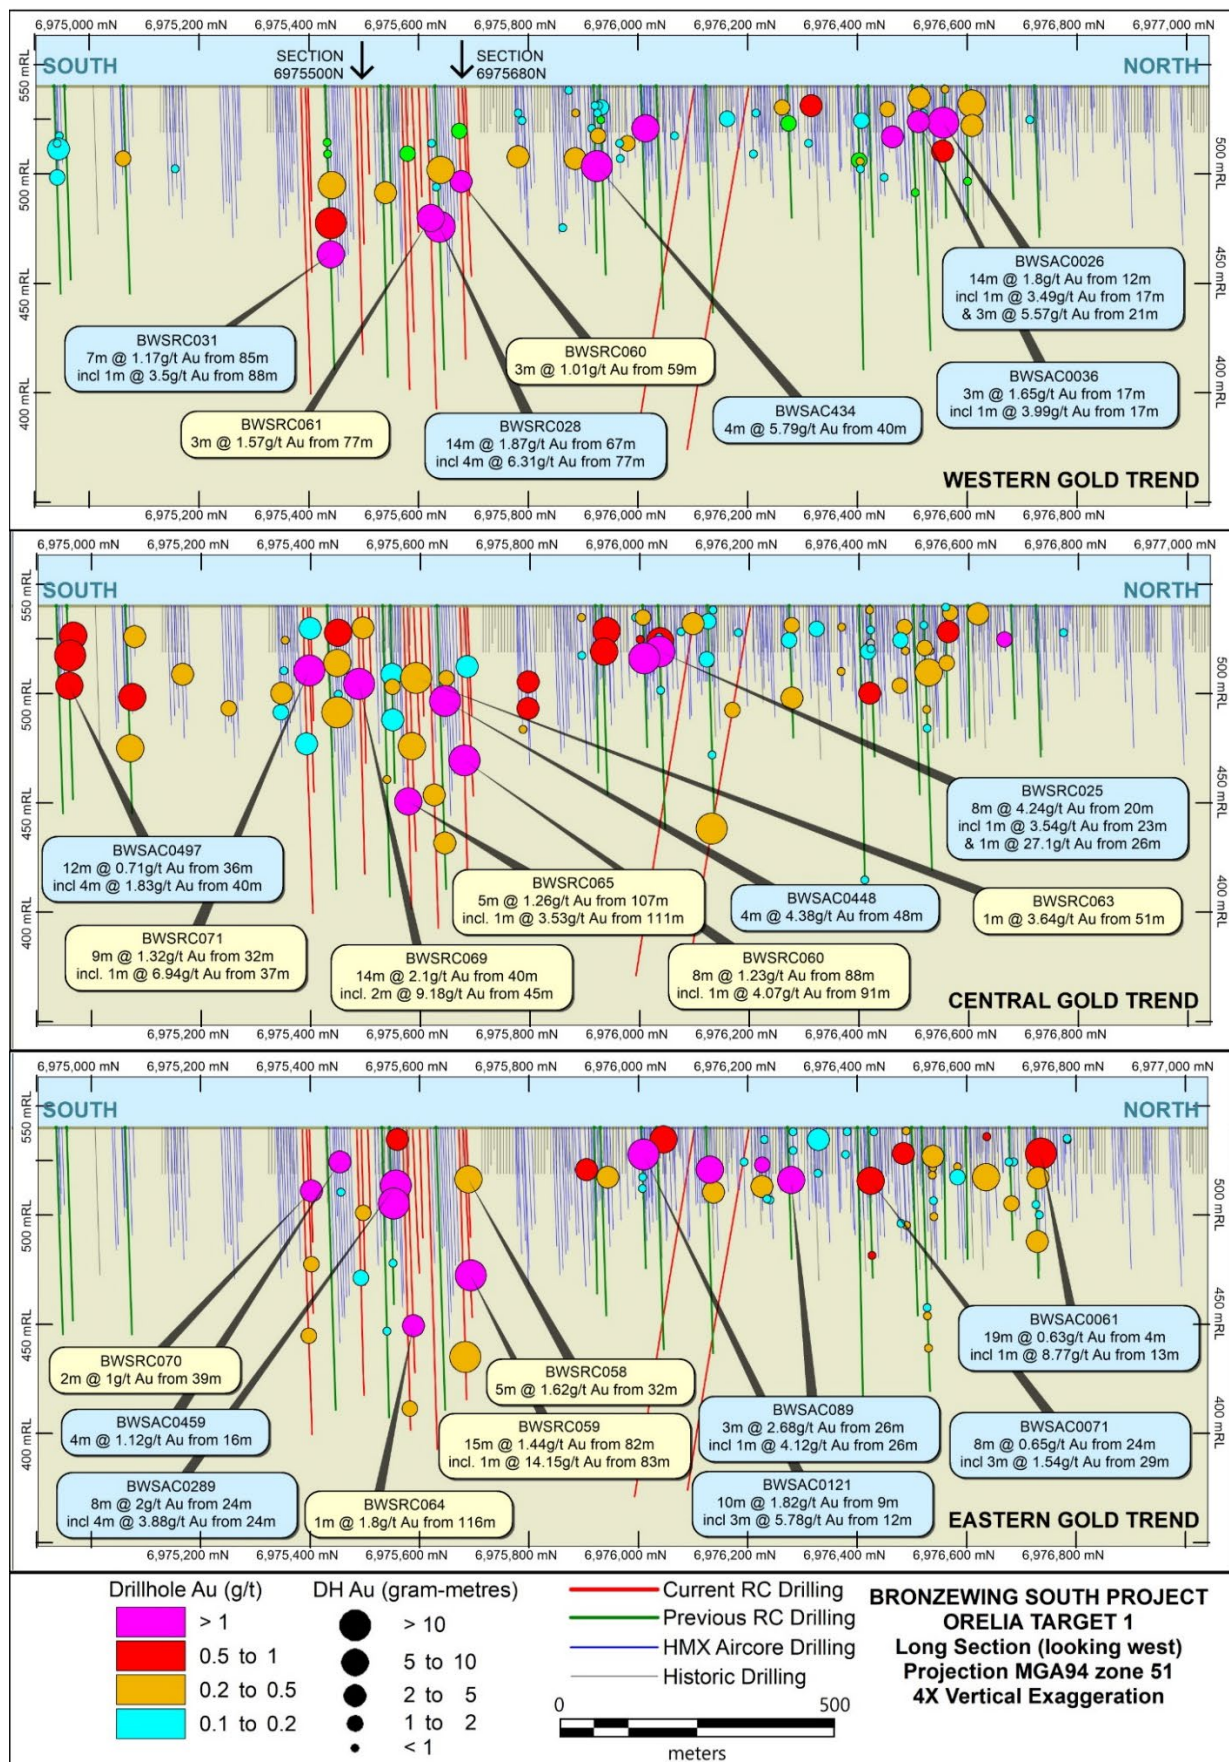 6,975,000 mN
6,975,200 mN
6,975,400 mN
6,975,600 mN
6,976,000 mN
6,976,200 mN
6,976,400 mN
6,976,600 mN
6,976,800 mN
6,977,000 mN
550 mRL
500 mRL
450 mRL
400 mRL
SOUTH
SECTION
6975500N
SECTION
6975680N
NORTH
550 mRL
500 mRL
450 mRL
400 mRL
BWSRC031
7m @ 1.17g/t Au from 85m
incl 1m @ 3.5g/t Au from 88m
BWSRC061
3m @ 1.57g/t Au from 77m
BWSRC028
14m @ 1.87g/t Au from 67m
incl 4m @ 6.31g/t Au from 77m
BWSRC060
3m @ 1.01g/t Au from 59m
BWSAC434
4m @ 5.79g/t Au from 40m
BWSAC0026
14m @ 1.8g/t Au from 12m
incl 1m @ 3.49g/t Au from 17m
& 3m @ 5.57g/t Au from 21m
BWSAC0036
3m @ 1.65g/t Au from 17m
incl 1m @ 3.99g/t Au from 17m
WESTERN GOLD TREND
6,975,200 mN
6,975,400 mN
6,975,600 mN
6,976,000 mN
6,976,200 mN
6,976,400 mN
6,976,600 mN
6,976,800 mN
6,975,000 mN
6,975,200 mN
6,975,400 mN
6,975,600 mN
6,976,000 mN
6,976,200 mN
6,976,400 mN
6,976,600 mN
6,976,800 mN
6,977,000 mN
550 mRL
500 mRL
450 mRL
400 mRL
SOUTH
NORTH
550 mRL
500 mRL
450 mRL
400 mRL
BWSAC0497
12m @ 0.71g/t Au from 36m
incl 4m @ 1.83g/t Au from 40m
BWSRC071
9m @ 1.32g/t Au from 32m
incl. 1m @ 6.94g/t Au from 37m
BWSRC069
14m @ 2.1g/t Au from 40m
incl. 2m @ 9.18g/t Au from 45m
BWSRC065
5m @ 1.26g/t Au from 107m
incl. 1m @ 3.53g/t Au from 111m
BWSAC0448
4m @ 4.38g/t Au from 48m
BWSRC060
8m @ 1.23g/t Au from 88m
incl. 1m @ 4.07g/t Au from 91m
BWSRC025
8m @ 4.24g/t Au from 20m
incl 1m @ 3.54g/t Au from 23m
& 1m @ 27.1g/t Au from 26m
BWSRC063
1m @ 3.64g/t Au from 51m
CENTRAL GOLD TREND
6,975,200 mN
6,975,400 mN
6,975,600 mN
6,976,000 mN
6,976,200 mN
6,976,400 mN
6,976,600 mN
6,976,800 mN
6,975,000 mN
6,975,200 mN
6,975,400 mN
6,975,600 mN
6,976,000 mN
6,976,200 mN
6,976,400 mN
6,976,600 mN
6,976,800 mN
6,977,000 mN
550 mRL
500 mRL
450 mRL
400 mRL
SOUTH
NORTH
550 mRL
500 mRL
450 mRL
400 mRL
BWSRC070
2m @ 1g/t Au from 39m
BWSAC0459
4m @ 1.12g/t Au from 16m
BWSAC0289
8m @ 2g/t Au from 24m
incl 4m @ 3.88g/t Au from 24m
BWSRC064
1m @ 1.8g/t Au from 116m
BWSRC058
5m @ 1.62g/t Au from 32m
BWSRC059
15m @ 1.44g/t Au from 82m
incl. 1m @ 14.15g/t Au from 83m
BWSAC089
3m @ 2.68g/t Au from 26m
incl 1m @ 4.12g/t Au from 26m
BWSAC0121
10m @ 1.82g/t Au from 9m
incl 3m @ 5.78g/t Au from 12m
BWSAC0061
19m @ 0.63g/t Au from 4m
incl 1m @ 8.77g/t Au from 13m
BWSAC0071
8m @ 0.65g/t Au from 24m
incl 3m @ 1.54g/t Au from 29m
EASTERN GOLD TREND
6,975,200 mN
6,975,400 mN
6,975,600 mN
6,976,000 mN
6,976,200 mN
6,976,400 mN
6,976,600 mN
6,976,800 mN
Drillhole Au (g/t)
> 1
0.5 to 1
0.2 to 0.5
0.1 to 0.2
DH Au (gram-metres)
> 10
5 to 10
2 to 5
1 to 2
< 1
Current RC Drilling
Previous RC Drilling
HMX Aircore Drilling
Historic Drilling
0
500
meters
BRONZEWING SOUTH PROJECT
ORELIA TARGET 1
Long Section (looking west)
Projection MGA94 zone 51
4X Vertical Exaggeration